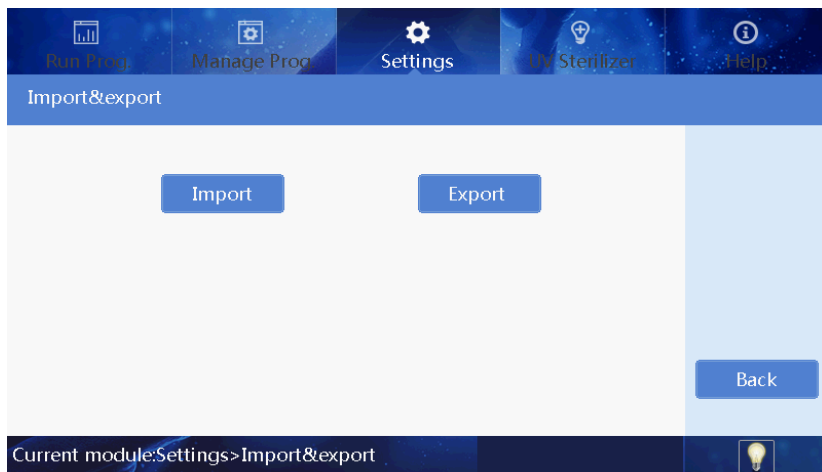 Run Prog.
Manage Prog.
Settings
UV Sterilizer
Help
Import&export
Import
Export
Back
Current module:Settings>Import&export